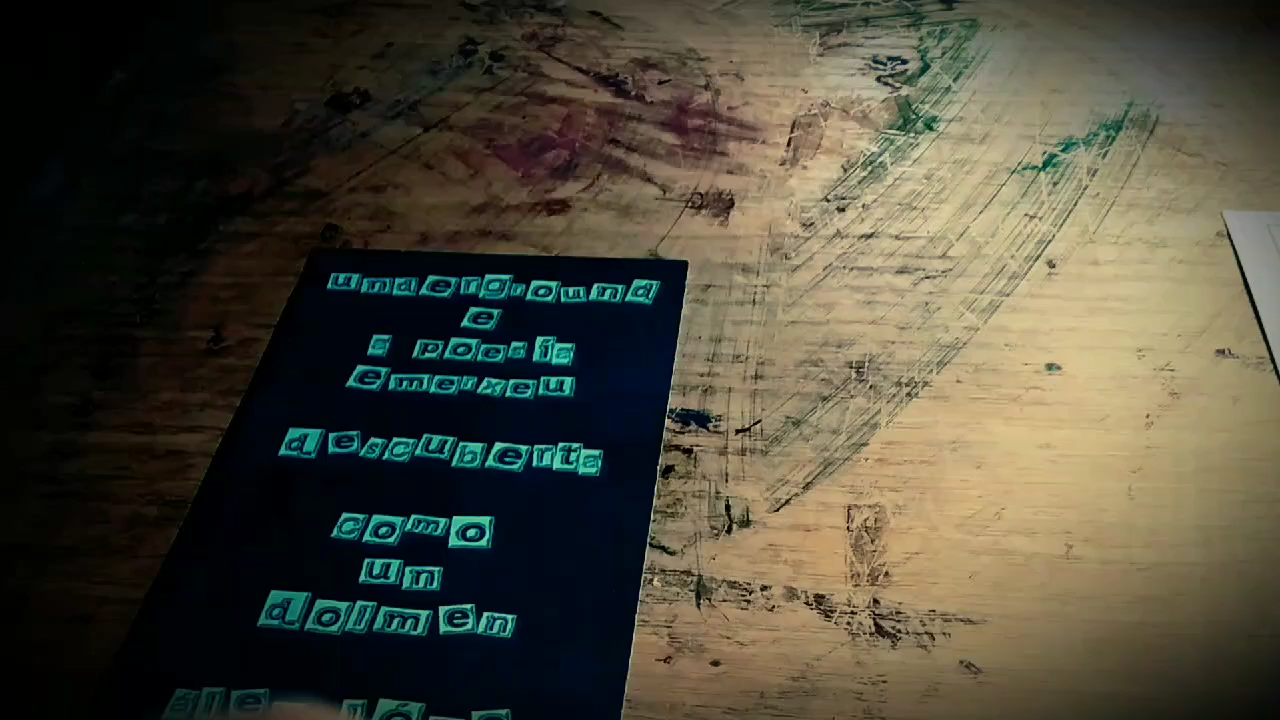 underground
e
a poesía
emerxeu
descuberta
como
un
dolmen